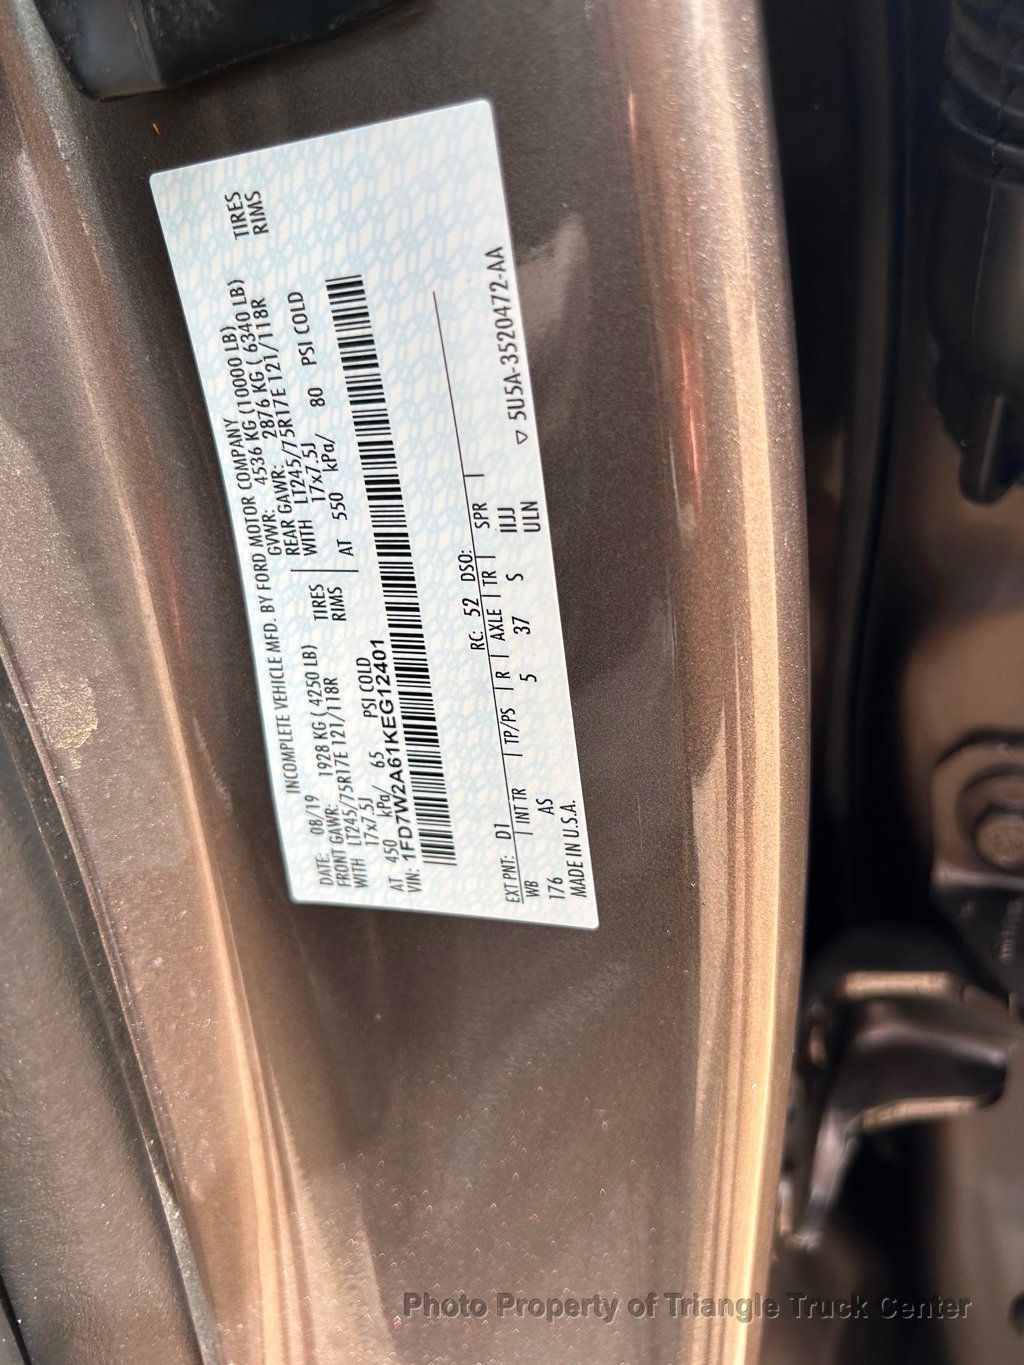 INCOMPLETE VEHICLE MFD. BY FORD MOTOR COMPANY
DATE: 08/19 GVWR: 4536 KG (10000 LB)
FRONT GAWR: 1928 KG ( 4250 LB) REAR GAWR: 2876 KG ( 6340 LB)
WITH LT245/75R17E 121/118R TIRES WITH LT245/75R17E 121/118R TIRES
17x7.5J RIMS 17x7.5J RIMS
AT 450 kPa/ 65 PSI COLD AT 550 kPa/ 80 PSI COLD
VIN: 1FD7W2A61KEG12401
EXT PNT: D1 RC: 52 DSO:
WB INT TR TP/PS R AXLE TR SPR
176 AS 5 37 S IIJJ
MADE IN U.S.A. ULN
▽ 5U5A-3520472-AA
Photo Property of Triangle Truck Center